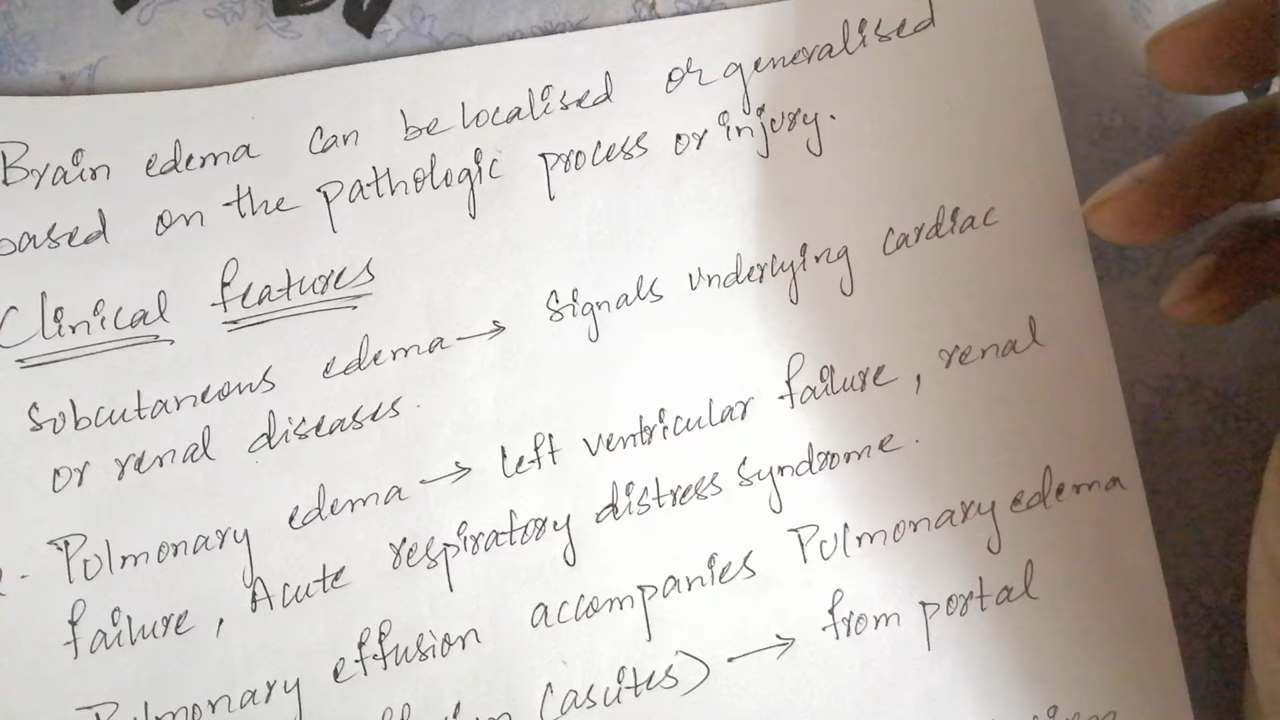 Brain edema can be localised or generalised
based on the pathologic process or injury.
Clinical features
Subcutaneous edema → signals underlying cardiac
or renal diseases.
Pulmonary edema → left ventricular failure, renal
failure, Acute respiratory distress syndrome.
Pulmonary effusion accompanies Pulmonary edema
(ascites) → from portal